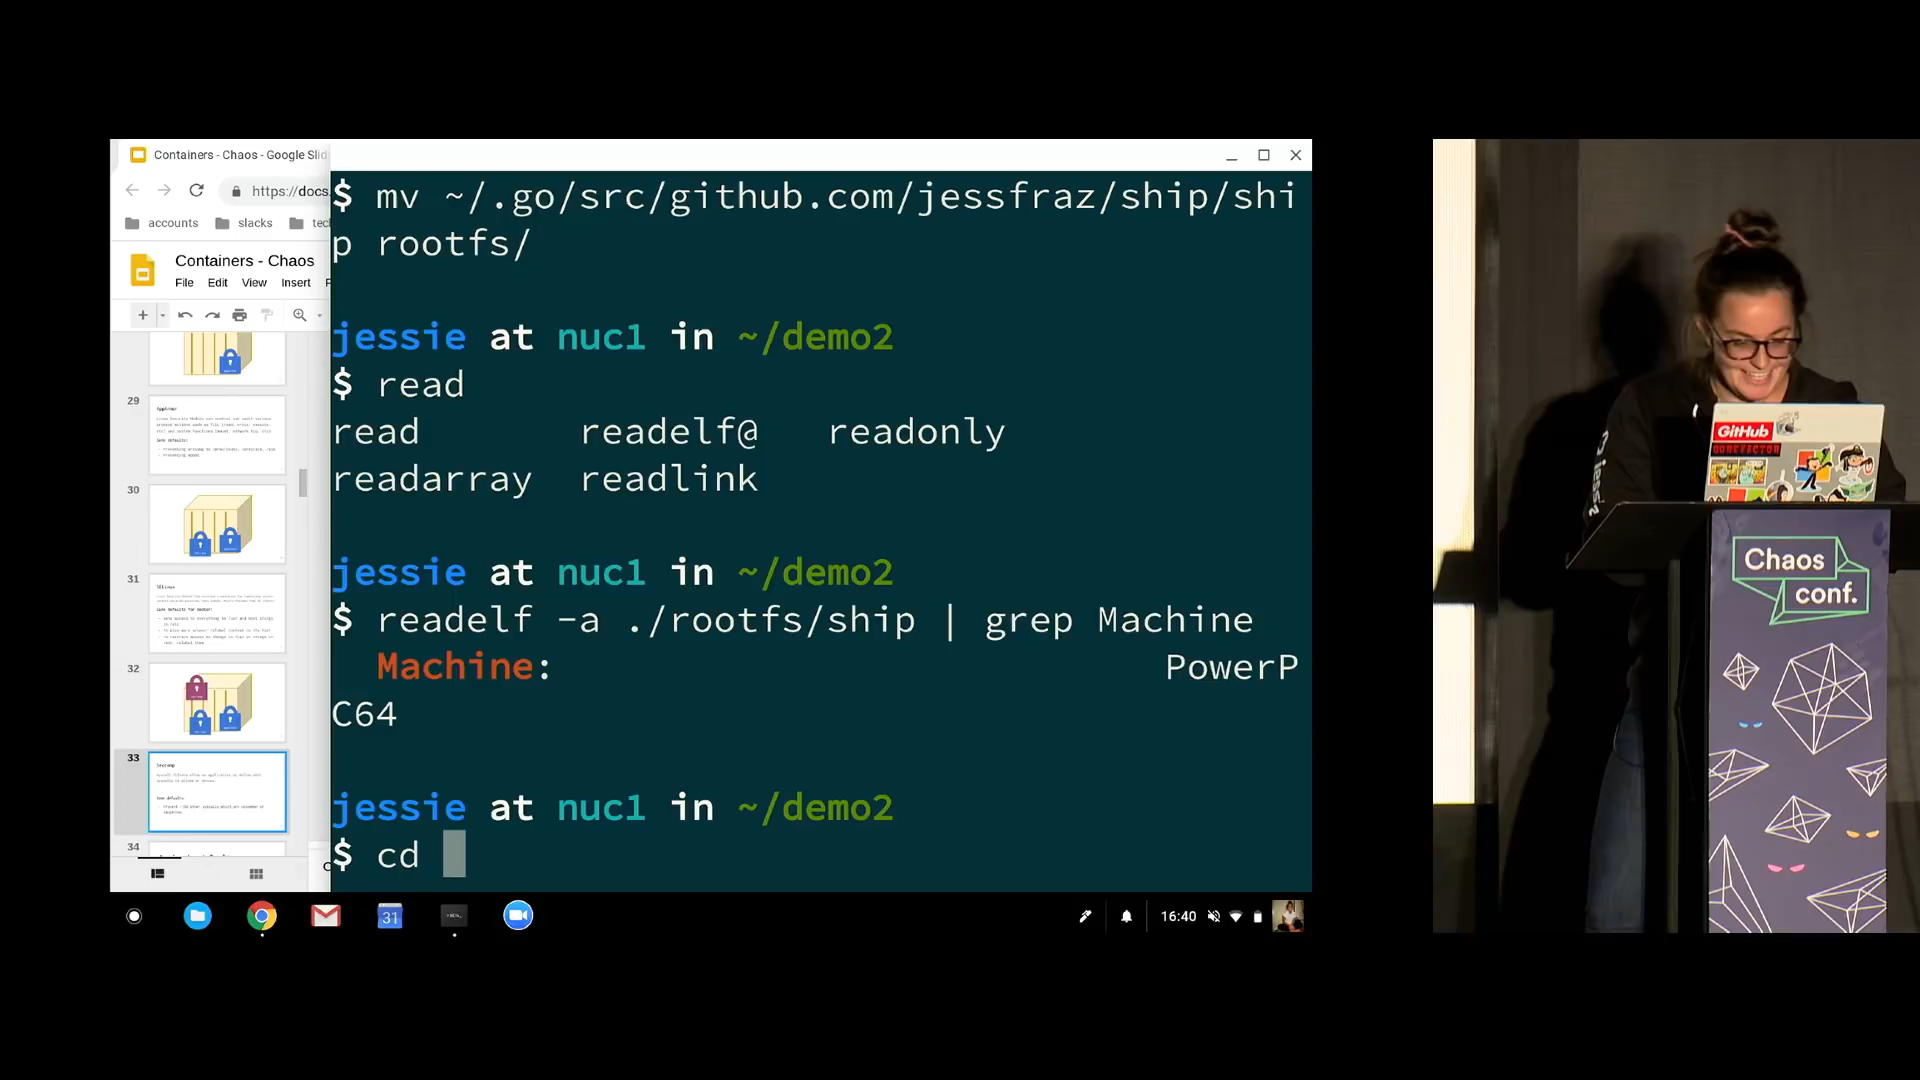 Containers - Chaos - Google Slid
https://docs.
accounts
slacks
tech
Containers - Chaos
File Edit View Insert F
29
30
31
32
33
34
$ mv ~/.go/src/github.com/jessfraz/ship/shi
p rootfs/
jessie at nuc1 in ~/demo2
$ read
read readelf@ readonly
readarray readlink
jessie at nuc1 in ~/demo2
$ readelf -a ./rootfs/ship | grep Machine
Machine: PowerP
C64
jessie at nuc1 in ~/demo2
$ cd
31
16:40
GitHub
Chaos
conf.